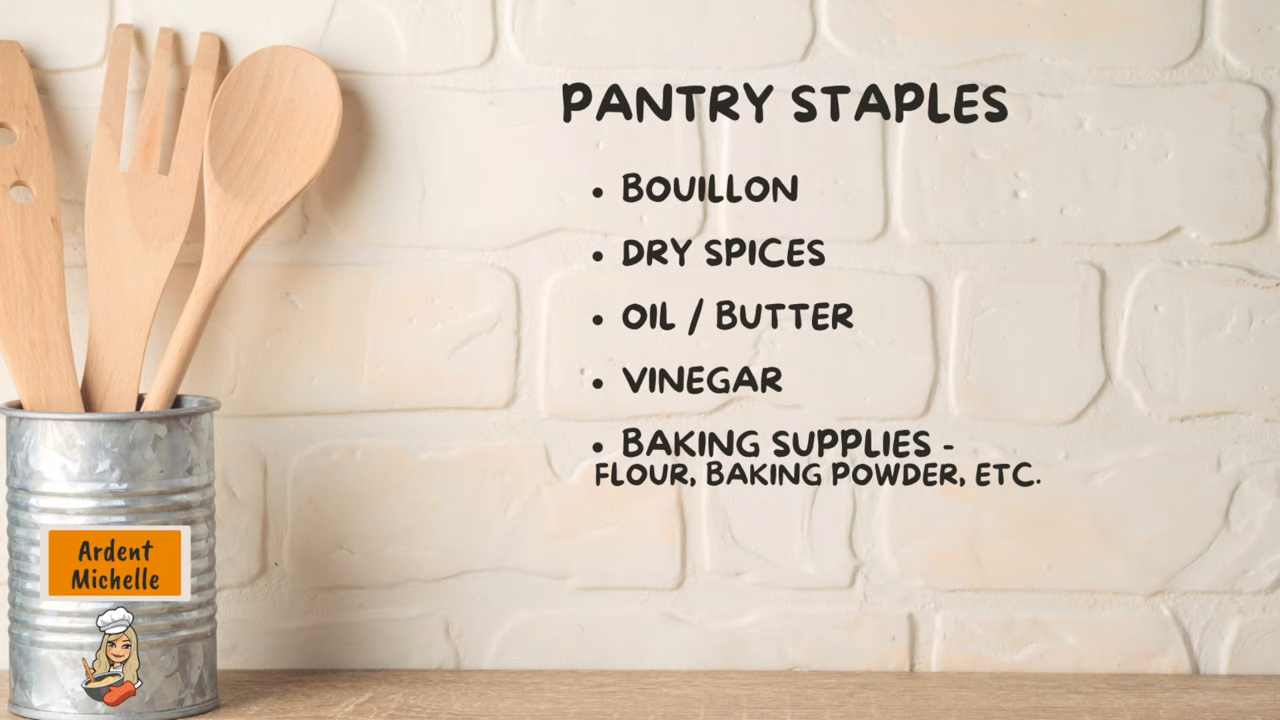 PANTRY STAPLES
• BOUILLON
• DRY SPICES
• OIL / BUTTER
• VINEGAR
• BAKING SUPPLIES -
FLOUR, BAKING POWDER, ETC.
Ardent
Michelle